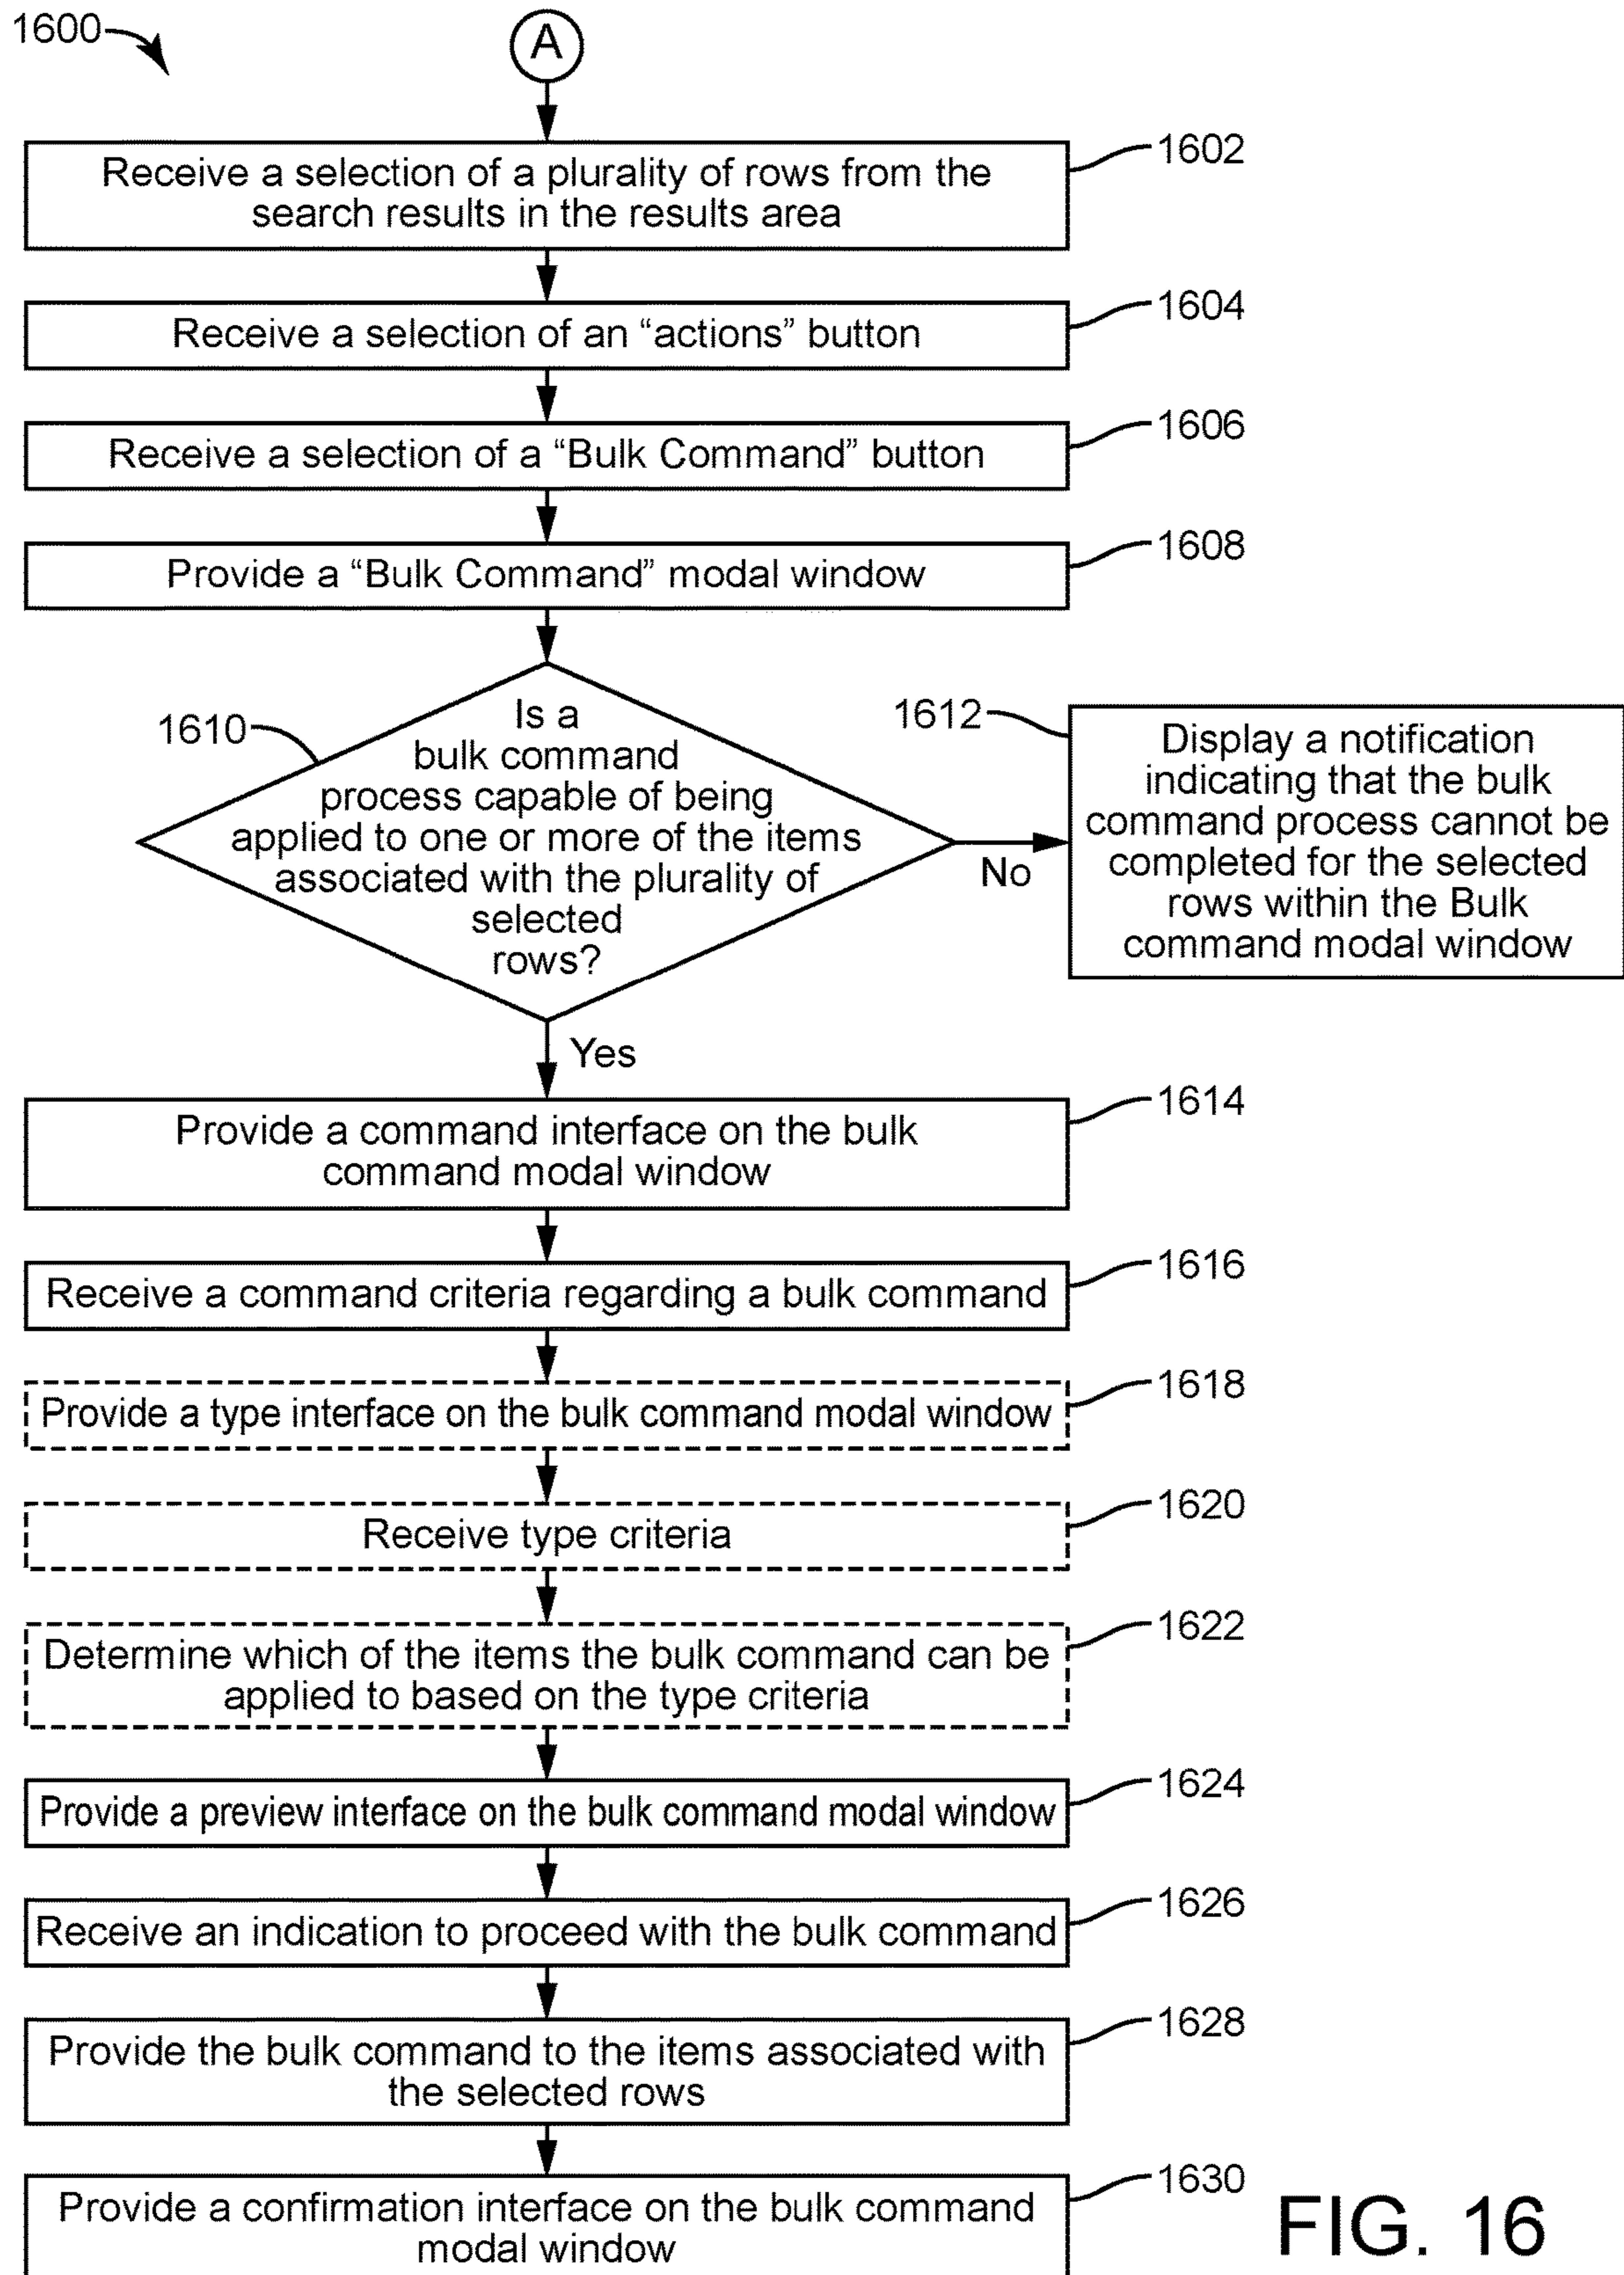 1600
A
Receive a selection of a plurality of rows from the
search results in the results area
1602
Receive a selection of an “actions” button
1604
Receive a selection of a “Bulk Command” button
1606
Provide a “Bulk Command” modal window
1608
1610
Is a
bulk command
process capable of being
applied to one or more of the items
associated with the plurality of
selected
rows?
No
1612
Display a notification
indicating that the bulk
command process cannot be
completed for the selected
rows within the Bulk
command modal window
Yes
Provide a command interface on the bulk
command modal window
1614
Receive a command criteria regarding a bulk command
1616
Provide a type interface on the bulk command modal window
1618
Receive type criteria
1620
Determine which of the items the bulk command can be
applied to based on the type criteria
1622
Provide a preview interface on the bulk command modal window
1624
Receive an indication to proceed with the bulk command
1626
Provide the bulk command to the items associated with
the selected rows
1628
Provide a confirmation interface on the bulk command
modal window
1630
FIG. 16